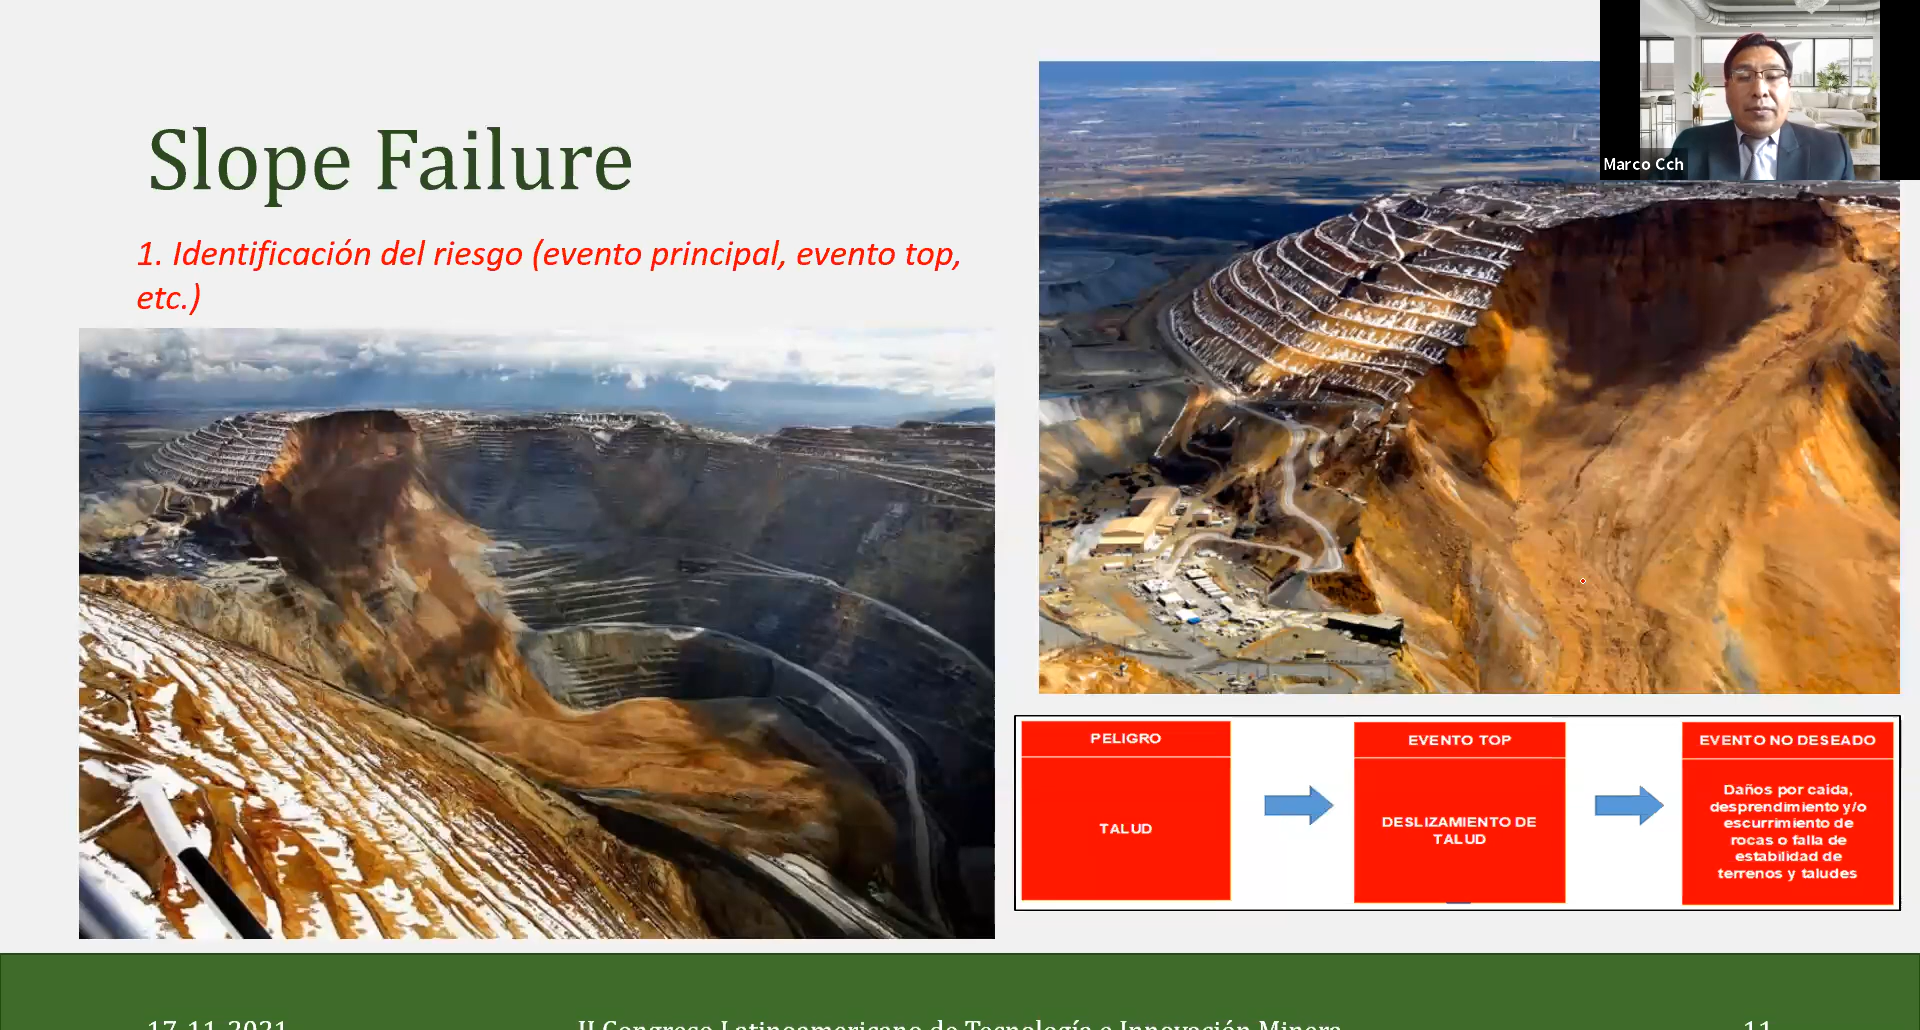 Marco Cch
Slope Failure
1. Identificación del riesgo (evento principal, evento top,
etc.)
PELIGRO
TALUD
EVENTO TOP
DESLIZAMIENTO DE
TALUD
EVENTO NO DESEADO
Daños por caída,
desprendimiento y/o
escurrimiento de
rocas o falla de
estabilidad de
terrenos y taludes
17-11-2021
II Congreso Latinoamericano de Tecnología e Innovación Minera
11